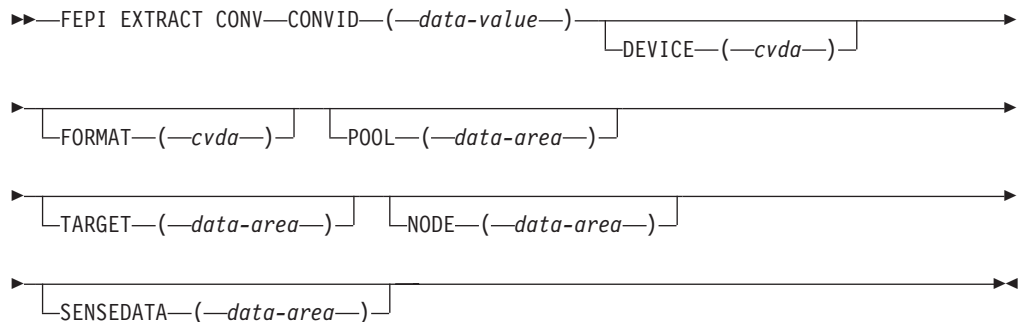 FEPI EXTRACT CONV CONVID ( data-value )
DEVICE ( cvda )
FORMAT ( cvda ) POOL ( data-area )
TARGET ( data-area ) NODE ( data-area )
SENSEDATA ( data-area )